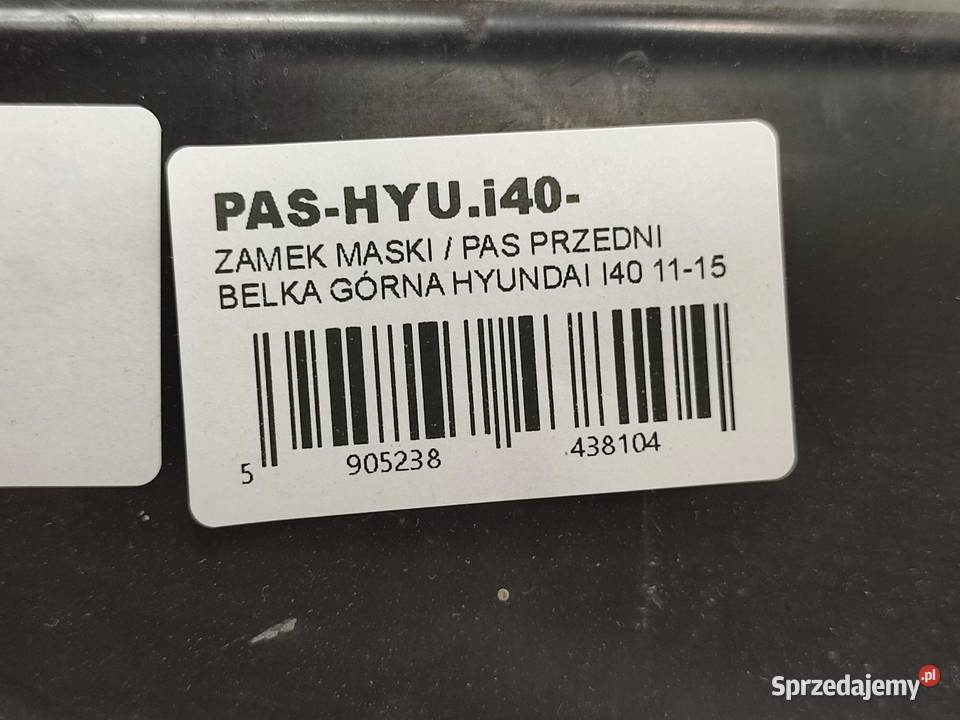 PAS-HYU.i40-
ZAMEK MASKI / PAS PRZEDNI
BELKA GÓRNA HYUNDAI I40 11-15
5 905238 438104
Sprzedajemy.pl